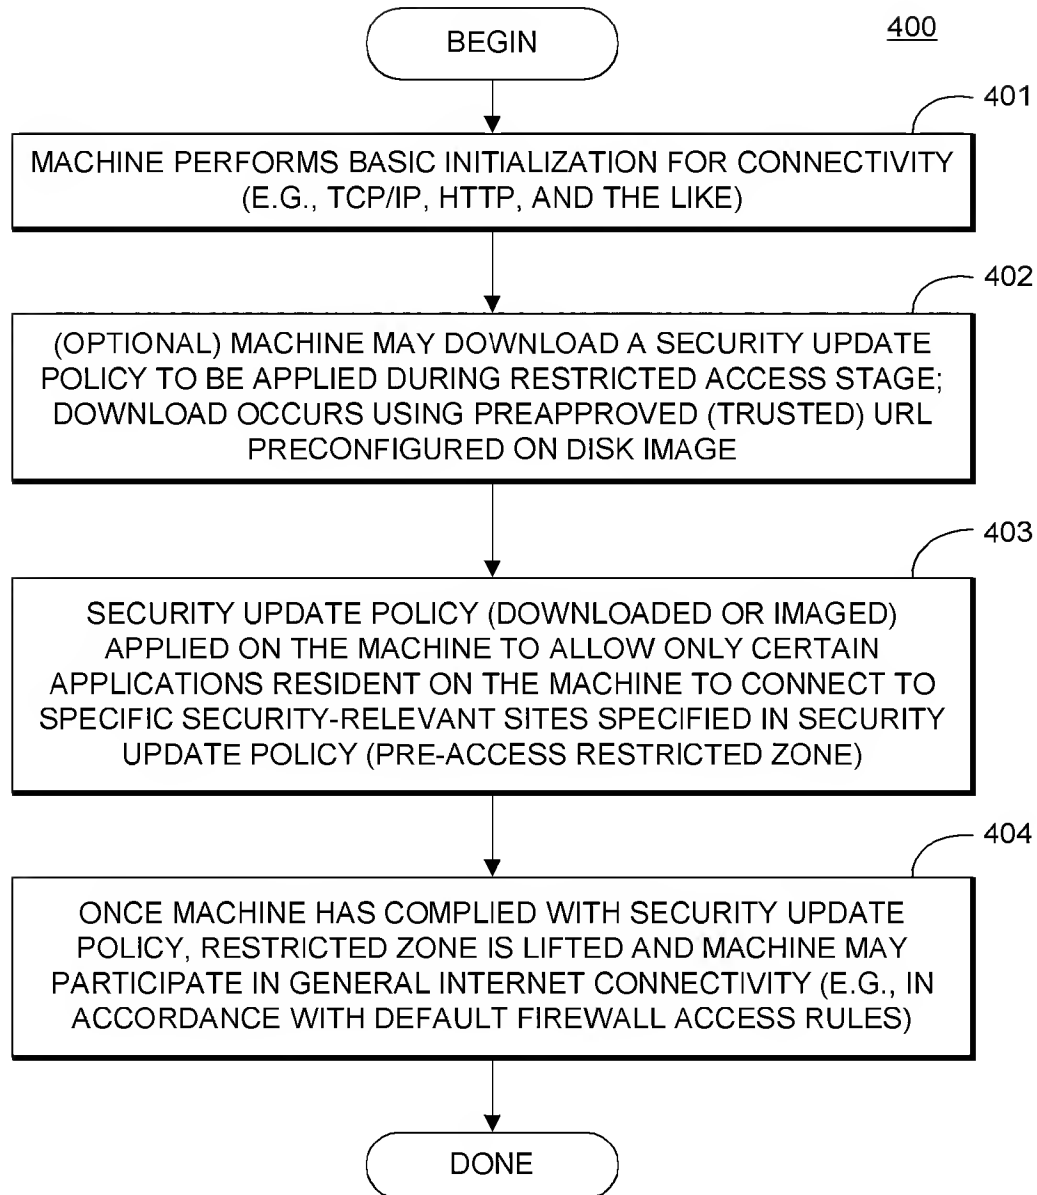 BEGIN
400
401
MACHINE PERFORMS BASIC INITIALIZATION FOR CONNECTIVITY
(E.G., TCP/IP, HTTP, AND THE LIKE)
402
(OPTIONAL) MACHINE MAY DOWNLOAD A SECURITY UPDATE
POLICY TO BE APPLIED DURING RESTRICTED ACCESS STAGE;
DOWNLOAD OCCURS USING PREAPPROVED (TRUSTED) URL
PRECONFIGURED ON DISK IMAGE
403
SECURITY UPDATE POLICY (DOWNLOADED OR IMAGED)
APPLIED ON THE MACHINE TO ALLOW ONLY CERTAIN
APPLICATIONS RESIDENT ON THE MACHINE TO CONNECT TO
SPECIFIC SECURITY-RELEVANT SITES SPECIFIED IN SECURITY
UPDATE POLICY (PRE-ACCESS RESTRICTED ZONE)
404
ONCE MACHINE HAS COMPLIED WITH SECURITY UPDATE
POLICY, RESTRICTED ZONE IS LIFTED AND MACHINE MAY
PARTICIPATE IN GENERAL INTERNET CONNECTIVITY (E.G., IN
ACCORDANCE WITH DEFAULT FIREWALL ACCESS RULES)
DONE